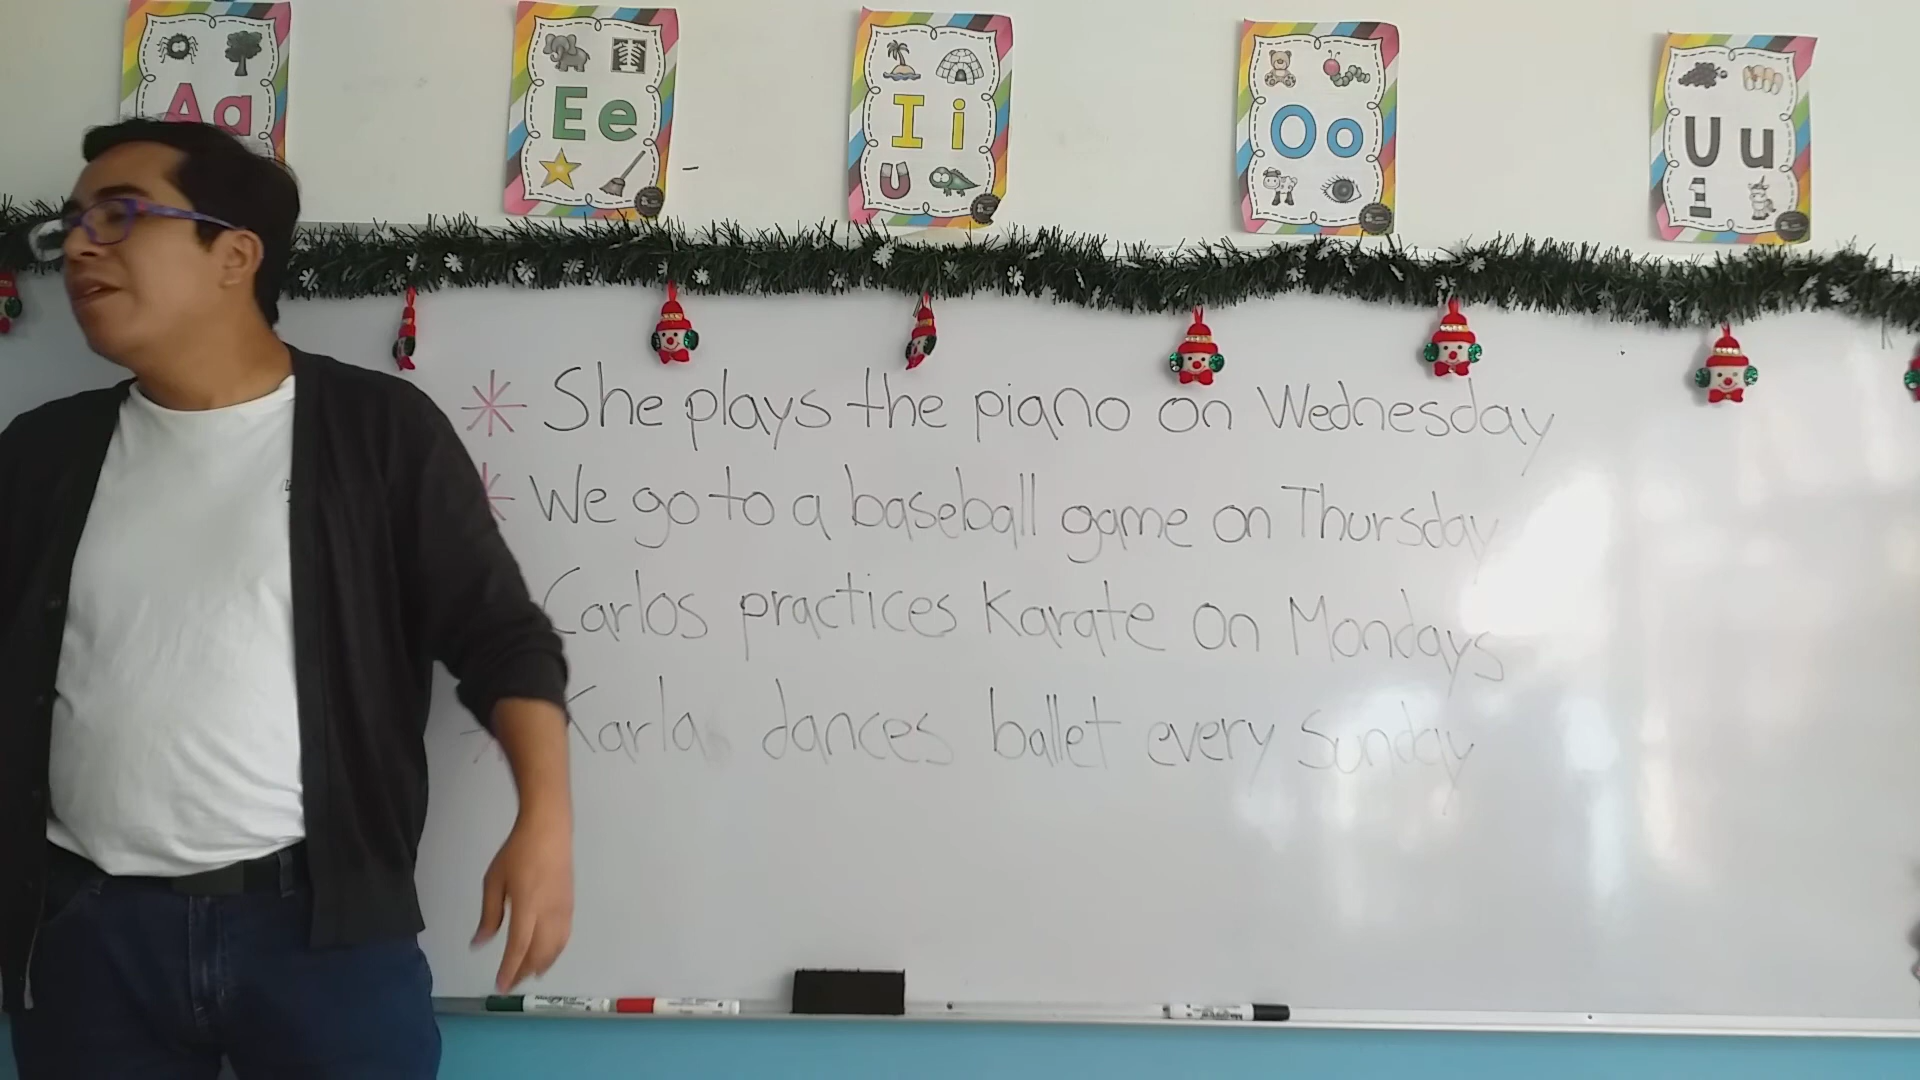 Aa
Ee
I i
Oo
Uu
She plays the piano on Wednesday
We go to a baseball game on Thursday
Carlos practices Karate on Mondays
Karla dances ballet every Sunday